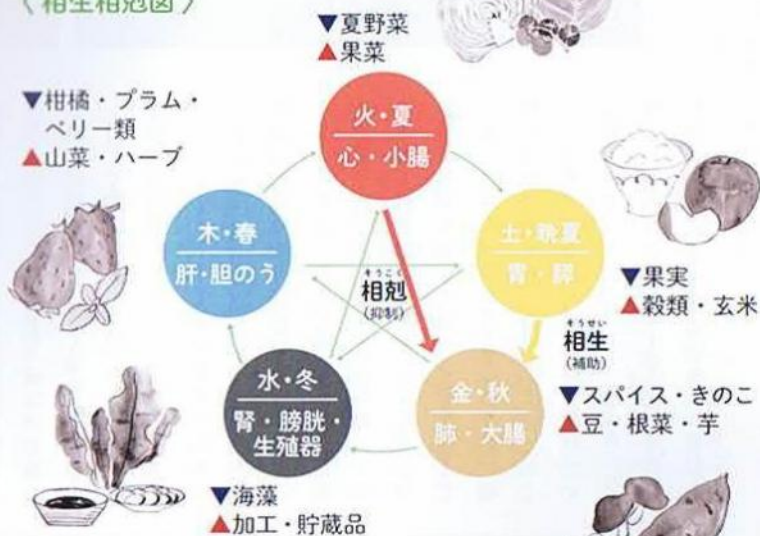 〈相生相剋図〉
▼夏野菜
▲果菜
▼柑橘・プラム・
ベリー類
▲山菜・ハーブ
火・夏
心・小腸
木・春
肝・胆のう
土・晩夏
胃・脾
そうこく
相剋
(抑制)
▼果実
▲穀類・玄米
そうせい
相生
(補助)
水・冬
腎・膀胱・
生殖器
金・秋
肺・大腸
▼スパイス・きのこ
▲豆・根菜・芋
▼海藻
▲加工・貯蔵品